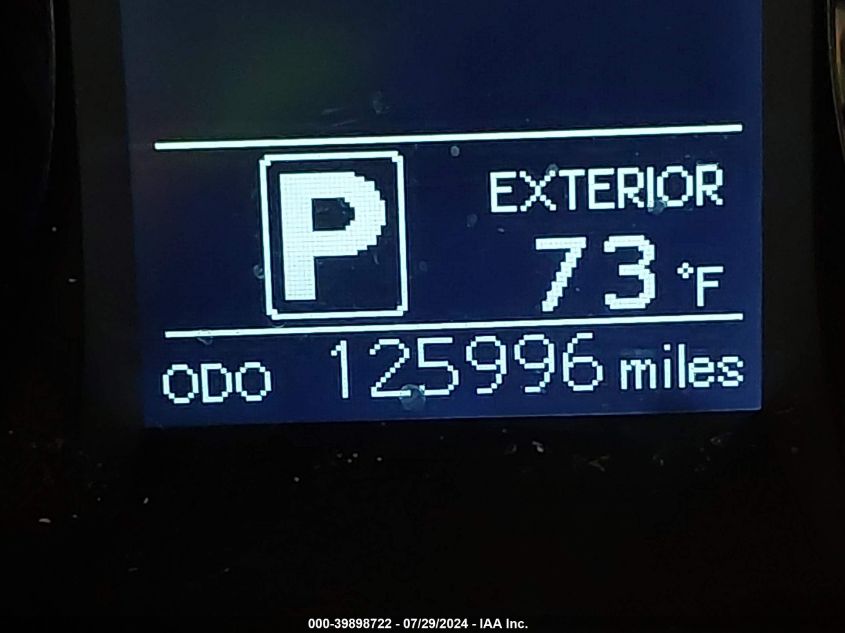 P
EXTERIOR
73 °F
ODO 125996 miles
000-39898722 - 07/29/2024 - IAA Inc.